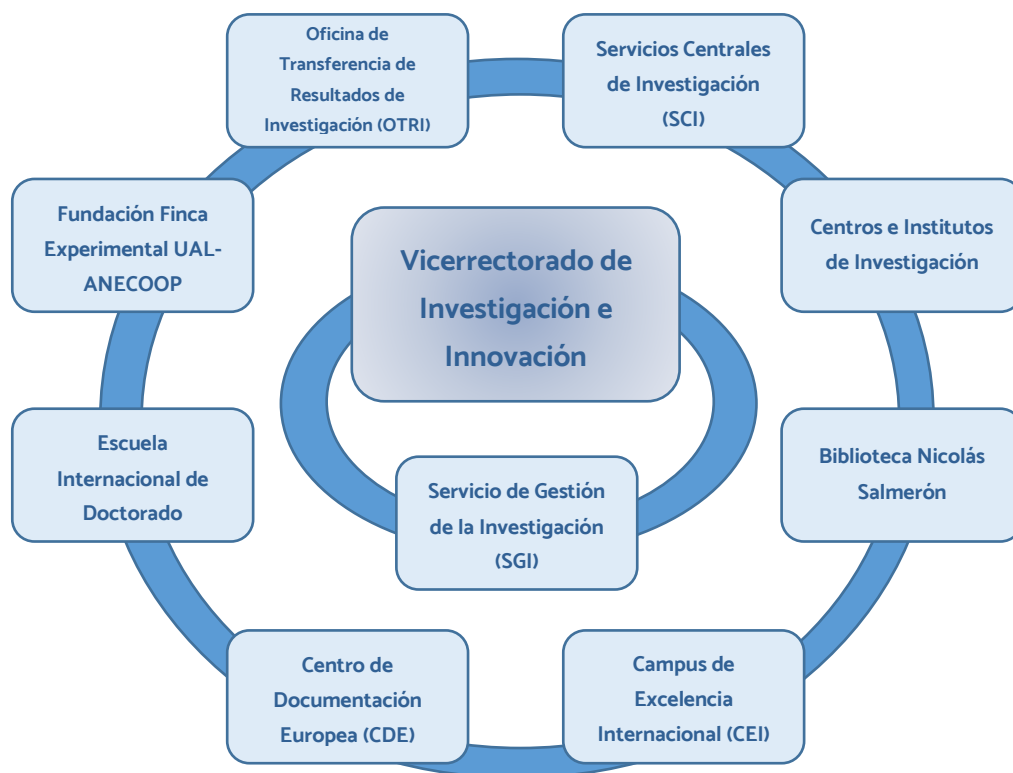 Oficina de
Transferencia de
Resultados de
Investigación (OTRI)
Servicios Centrales
de Investigación
(SCI)
Fundación Finca
Experimental UAL-
ANECOOP
Vicerrectorado de
Investigación e
Innovación
Centros e Institutos
de Investigación
Escuela
Internacional de
Doctorado
Servicio de Gestión
de la Investigación
(SGI)
Biblioteca Nicolás
Salmerón
Centro de
Documentación
Europea (CDE)
Campus de
Excelencia
Internacional (CEI)